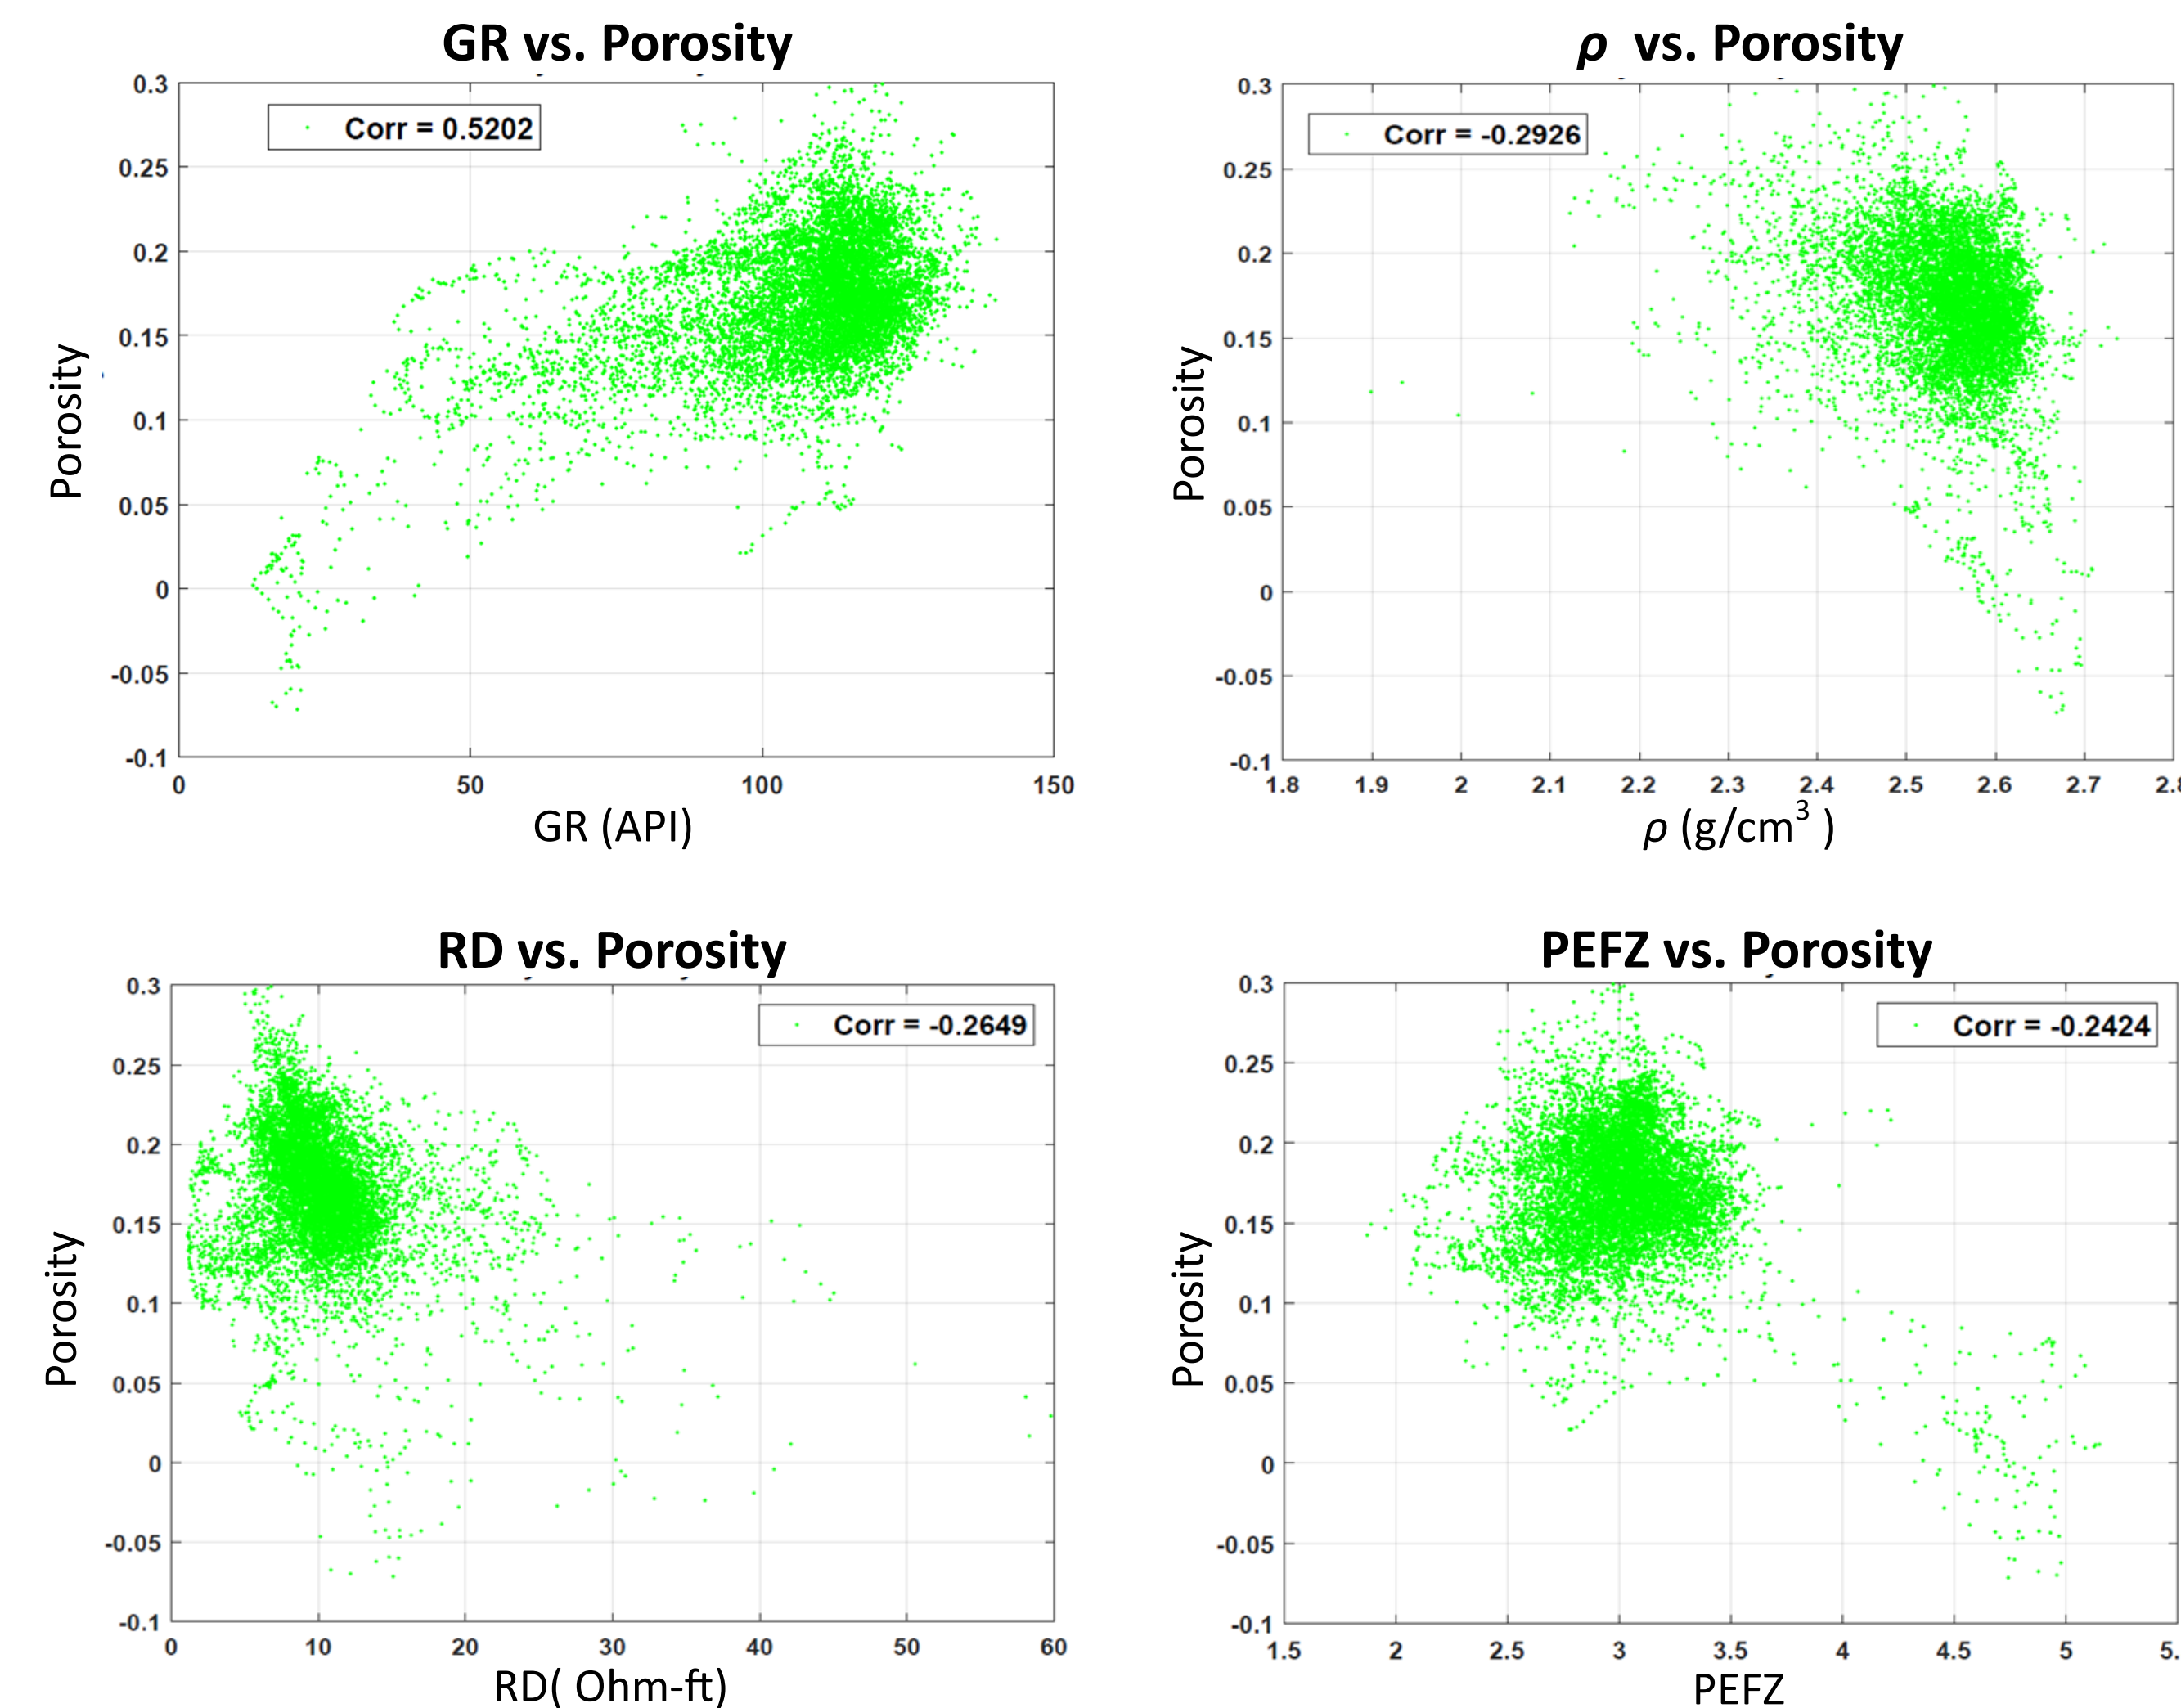 GR vs. Porosity
Corr = 0.5202
0.3
0.25
0.2
0.15
0.1
0.05
0
-0.05
-0.1
Porosity
0 50 100 150
GR (API)
ρ vs. Porosity
Corr = -0.2926
0.3
0.25
0.2
0.15
0.1
0.05
0
-0.05
-0.1
Porosity
1.8 1.9 2 2.1 2.2 2.3 2.4 2.5 2.6 2.7 2.8
ρ (g/cm³ )
RD vs. Porosity
Corr = -0.2649
0.3
0.25
0.2
0.15
0.1
0.05
0
-0.05
-0.1
Porosity
0 10 20 30 40 50 60
RD( Ohm-ft)
PEFZ vs. Porosity
Corr = -0.2424
0.3
0.25
0.2
0.15
0.1
0.05
0
-0.05
-0.1
Porosity
1.5 2 2.5 3 3.5 4 4.5 5 5.
PEFZ